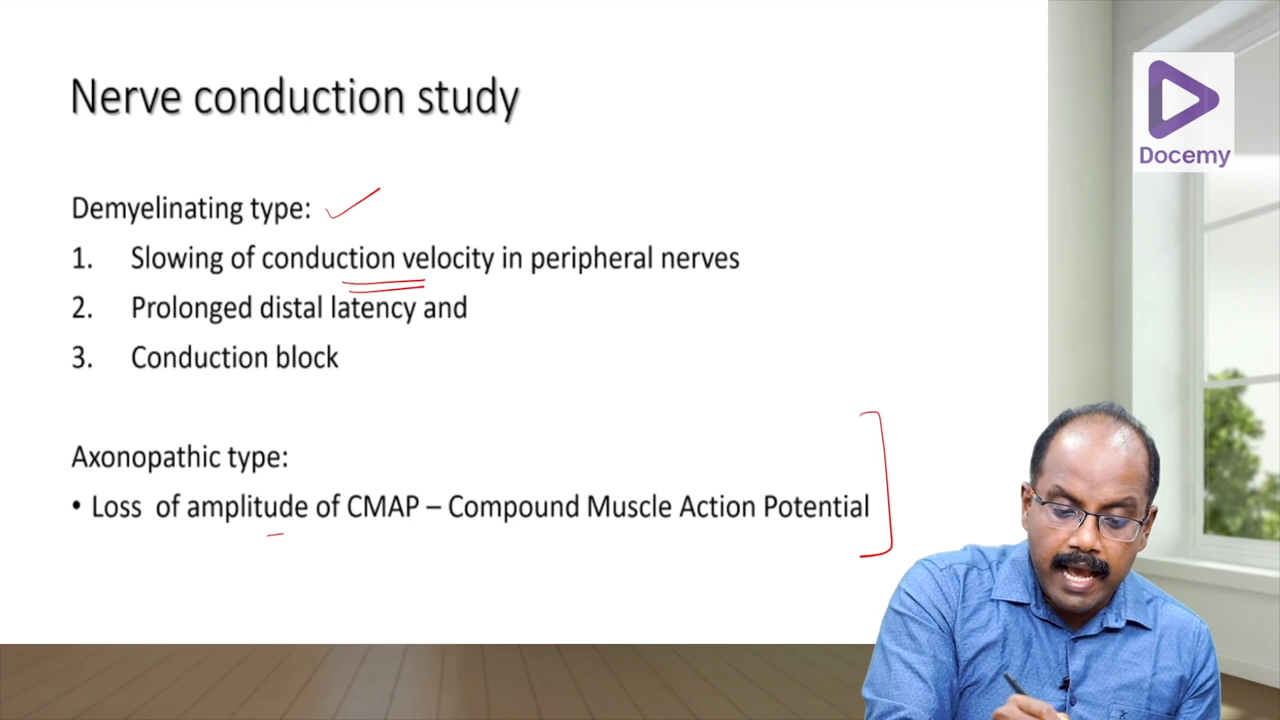 Nerve conduction study
Docemy
Demyelinating type:
1. Slowing of conduction velocity in peripheral nerves
2. Prolonged distal latency and
3. Conduction block
Axonopathic type:
• Loss of amplitude of CMAP – Compound Muscle Action Potential